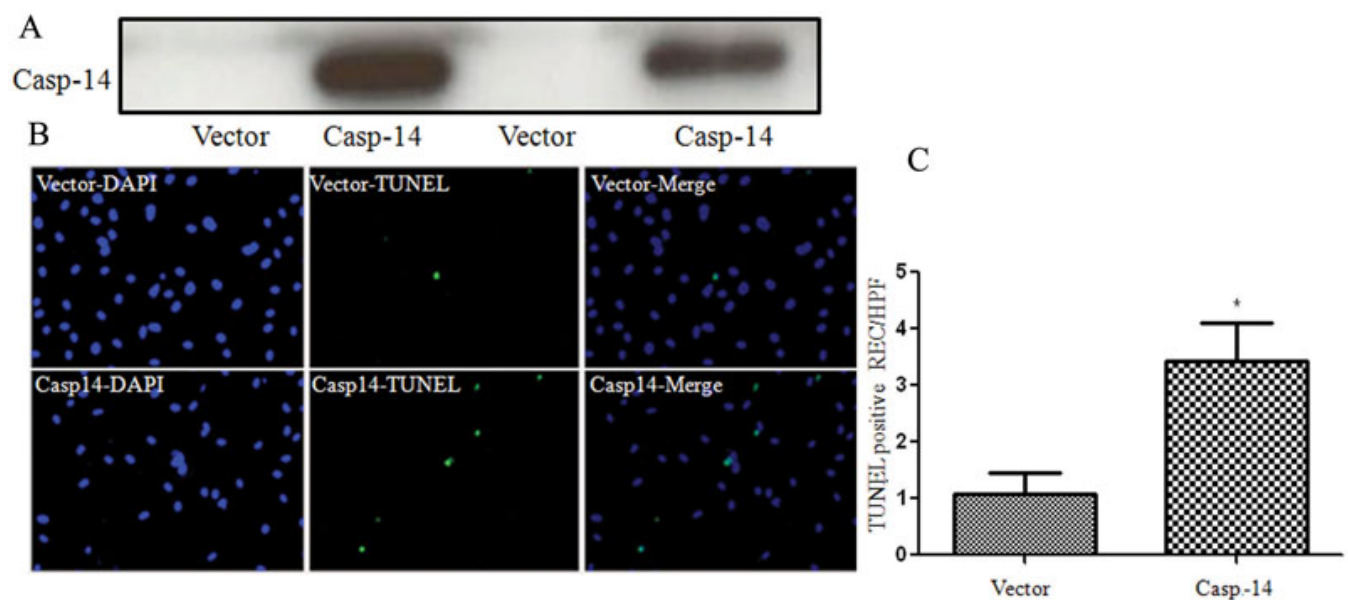 A
Casp-14
Vector Casp-14 Vector Casp-14
B
Vector-DAPI Vector-TUNEL Vector-Merge
Casp14-DAPI Casp14-TUNEL Casp14-Merge
C
TUNEL positive REC/HPF
5
4
3
2
1
0
*
Vector Casp.-14